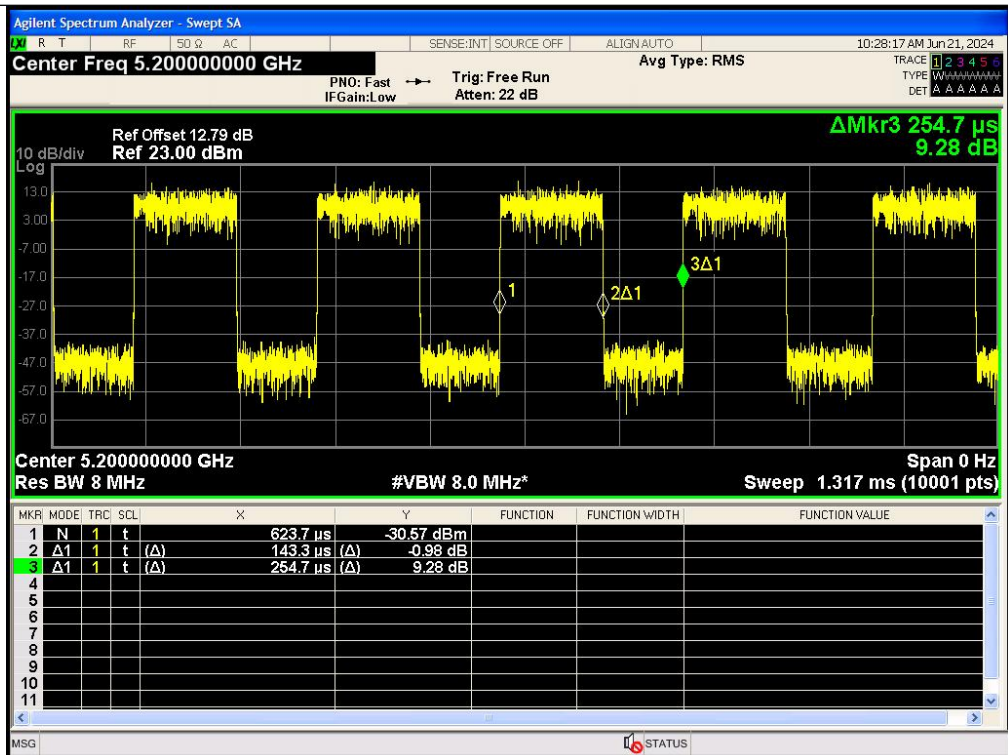 Agilent Spectrum Analyzer - Swept SA
LXI R T RF 50 Ω AC SENSE:INT SOURCE OFF ALIGN AUTO 10:28:17 AM Jun 21, 2024
Center Freq 5.200000000 GHz Avg Type: RMS TRACE 1 2 3 4 5 6
PNO: Fast Trig: Free Run TYPE WWWWWW
IFGain:Low Atten: 22 dB DET A A A A A A
ΔMkr3 254.7 µs
Ref Offset 12.79 dB
10 dB/div Ref 23.00 dBm 9.28 dB
Log
13.0
3.00
-7.00
-17.0
-27.0
-37.0
-47.0
-57.0
-67.0
1
2Δ1
3Δ1
Center 5.200000000 GHz Span 0 Hz
Res BW 8 MHz #VBW 8.0 MHz* Sweep 1.317 ms (10001 pts)
MKR MODE TRC SCL X Y FUNCTION FUNCTION WIDTH FUNCTION VALUE
1 N 1 t 623.7 µs -30.57 dBm
2 Δ1 1 t (Δ) 143.3 µs (Δ) -0.98 dB
3 Δ1 1 t (Δ) 254.7 µs (Δ) 9.28 dB
4
5
6
7
8
9
10
11
MSG STATUS